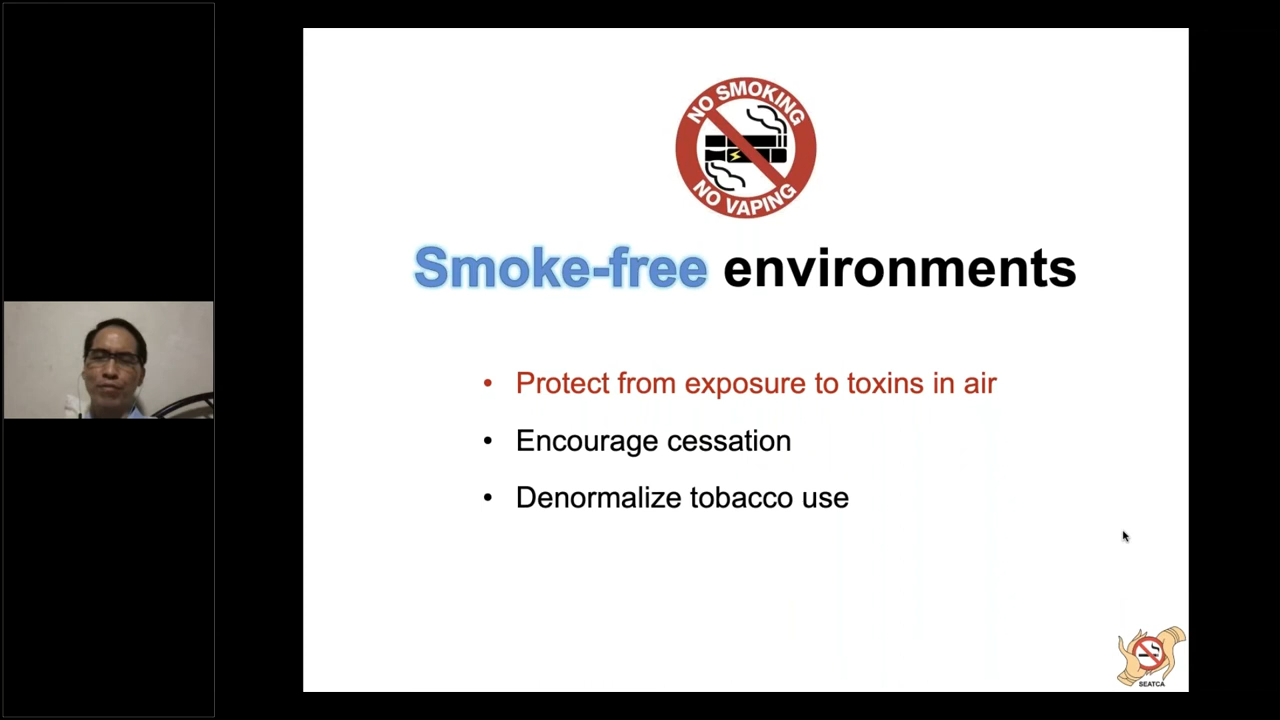 NO SMOKING
NO VAPING
Smoke-free environments
• Protect from exposure to toxins in air
• Encourage cessation
• Denormalize tobacco use
SEATCA